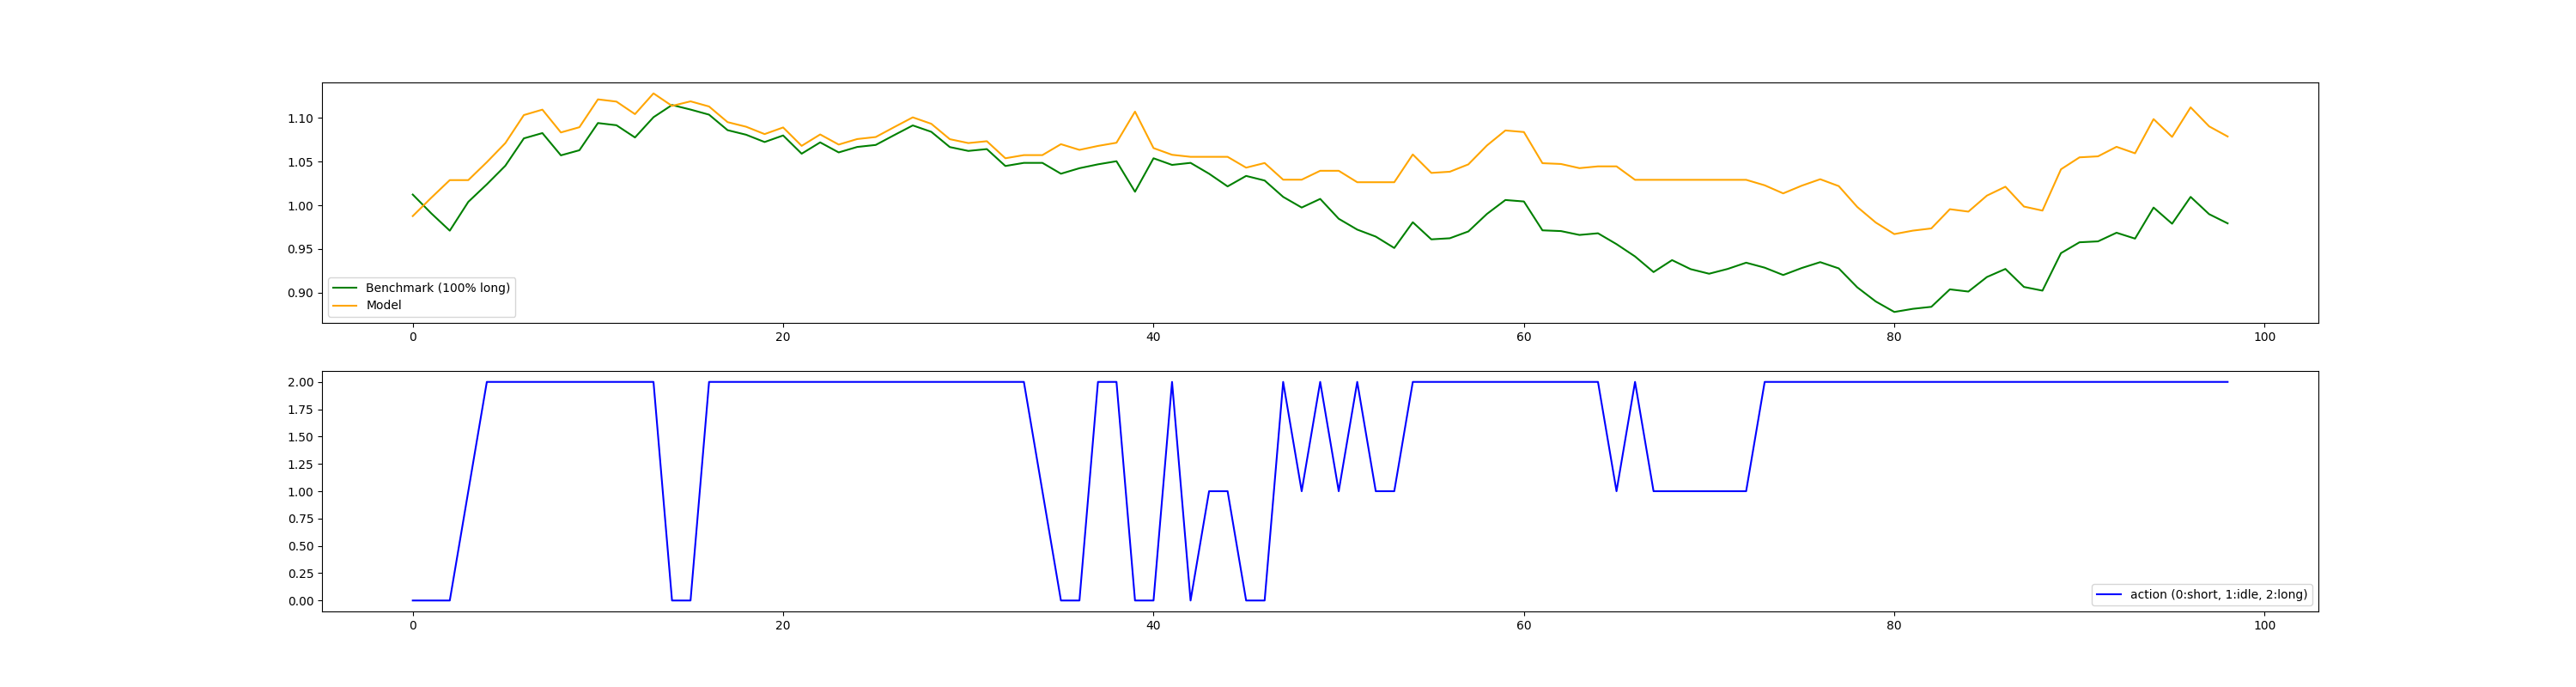 1.10
1.05
1.00
0.95
0.90
Benchmark (100% long)
Model
0 20 40 60 80 100
2.00
1.75
1.50
1.25
1.00
0.75
0.50
0.25
0.00
action (0:short, 1:idle, 2:long)
0 20 40 60 80 100